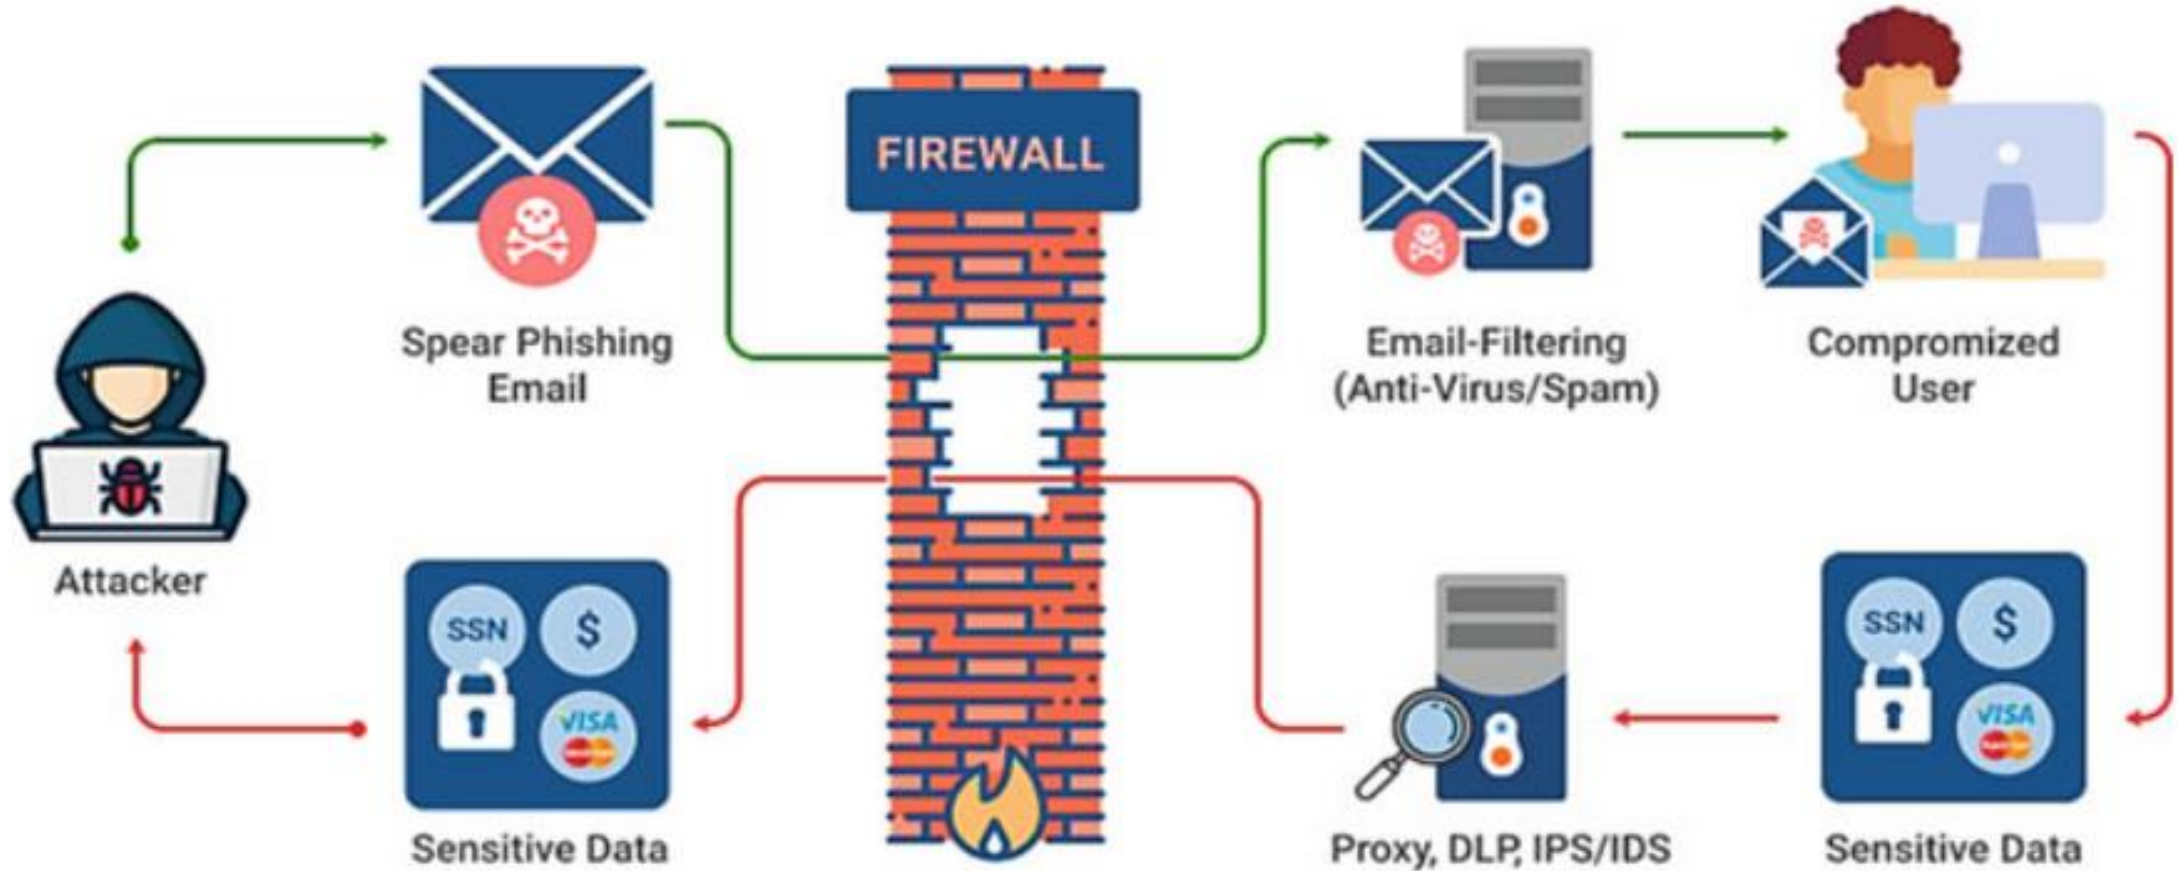 FIREWALL
Spear Phishing
Email
Email-Filtering
(Anti-Virus/Spam)
Compromized
User
Attacker
SSN
$
VISA
Sensitive Data
Proxy, DLP, IPS/IDS
SSN
$
VISA
Sensitive Data